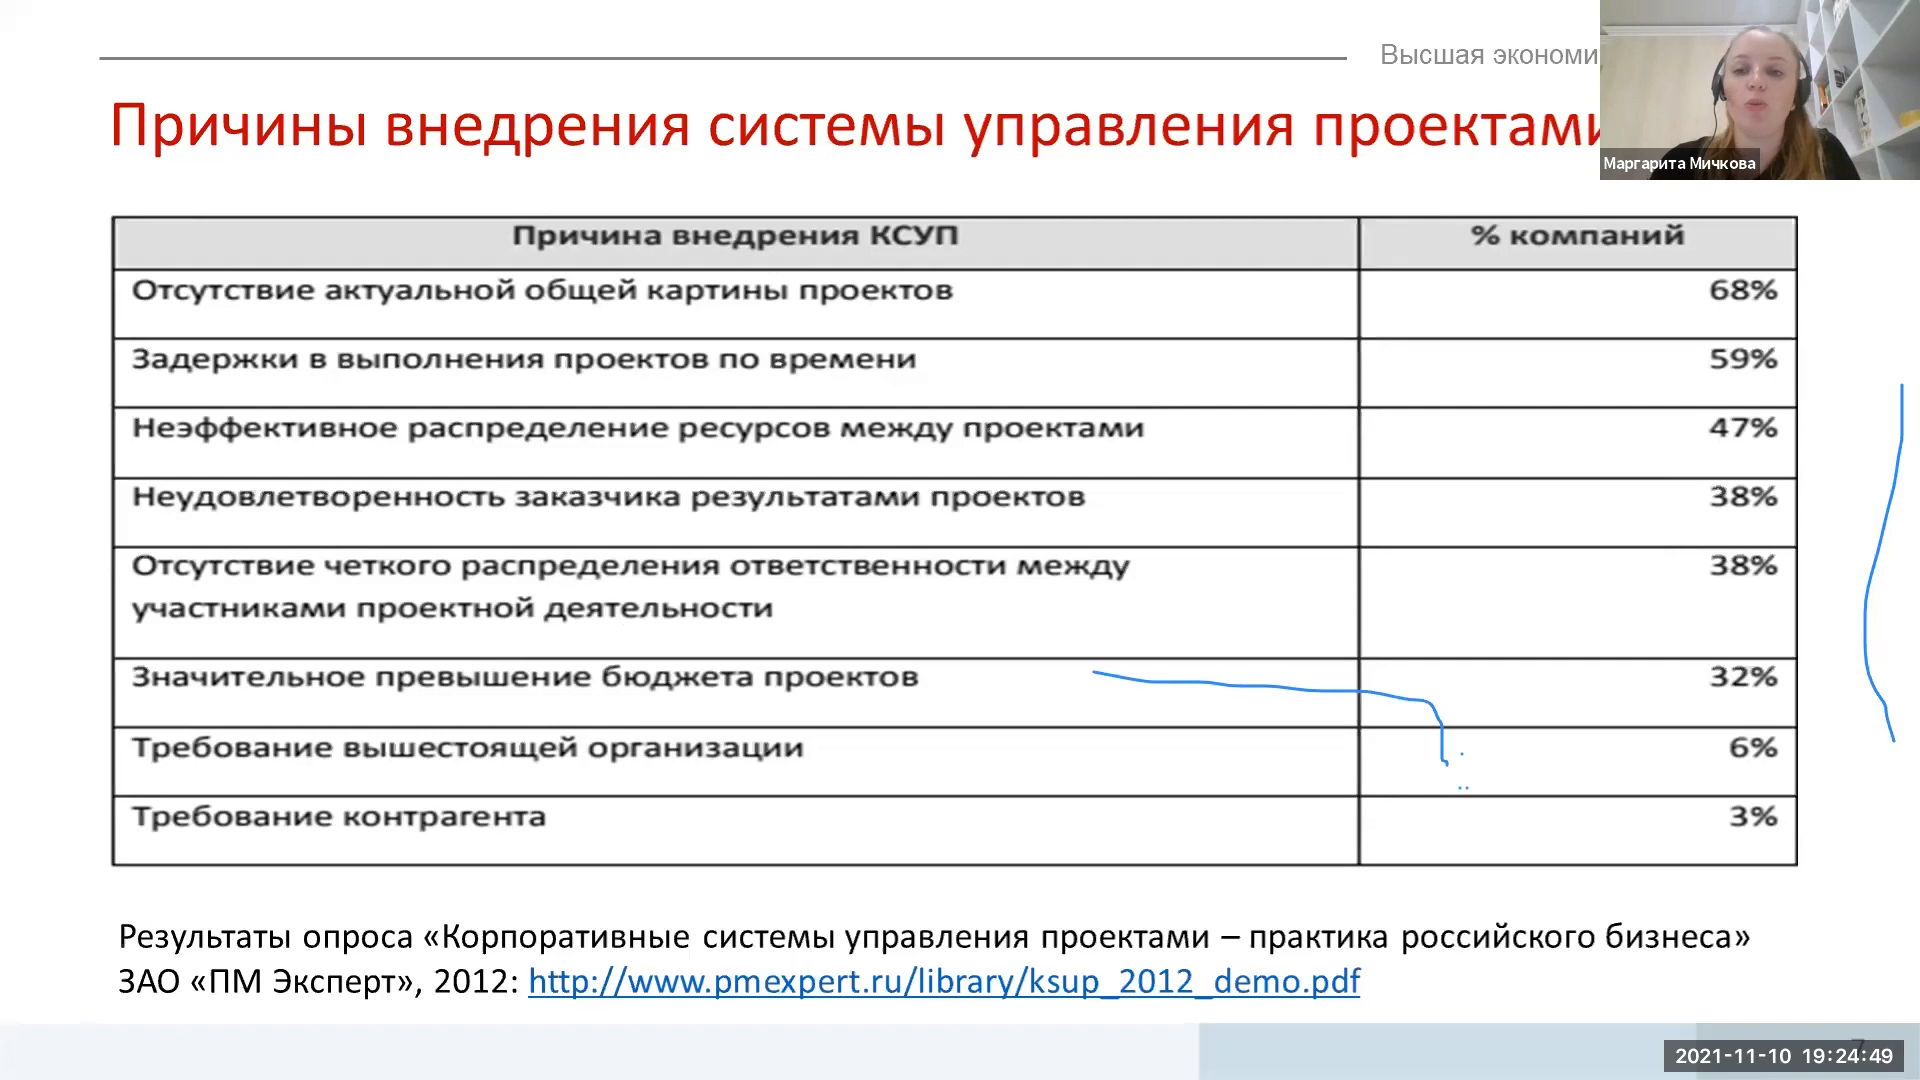 Высшая экономи
Причины внедрения системы управления проектами
Маргарита Мичкова
Причина внедрения КСУП % компаний
Отсутствие актуальной общей картины проектов 68%
Задержки в выполнения проектов по времени 59%
Неэффективное распределение ресурсов между проектами 47%
Неудовлетворенность заказчика результатами проектов 38%
Отсутствие четкого распределения ответственности между 38%
участниками проектной деятельности
Значительное превышение бюджета проектов 32%
Требование вышестоящей организации 6%
Требование контрагента 3%
Результаты опроса «Корпоративные системы управления проектами – практика российского бизнеса»
ЗАО «ПМ Эксперт», 2012: http://www.pmexpert.ru/library/ksup_2012_demo.pdf
7
2021-11-10 19:24:49